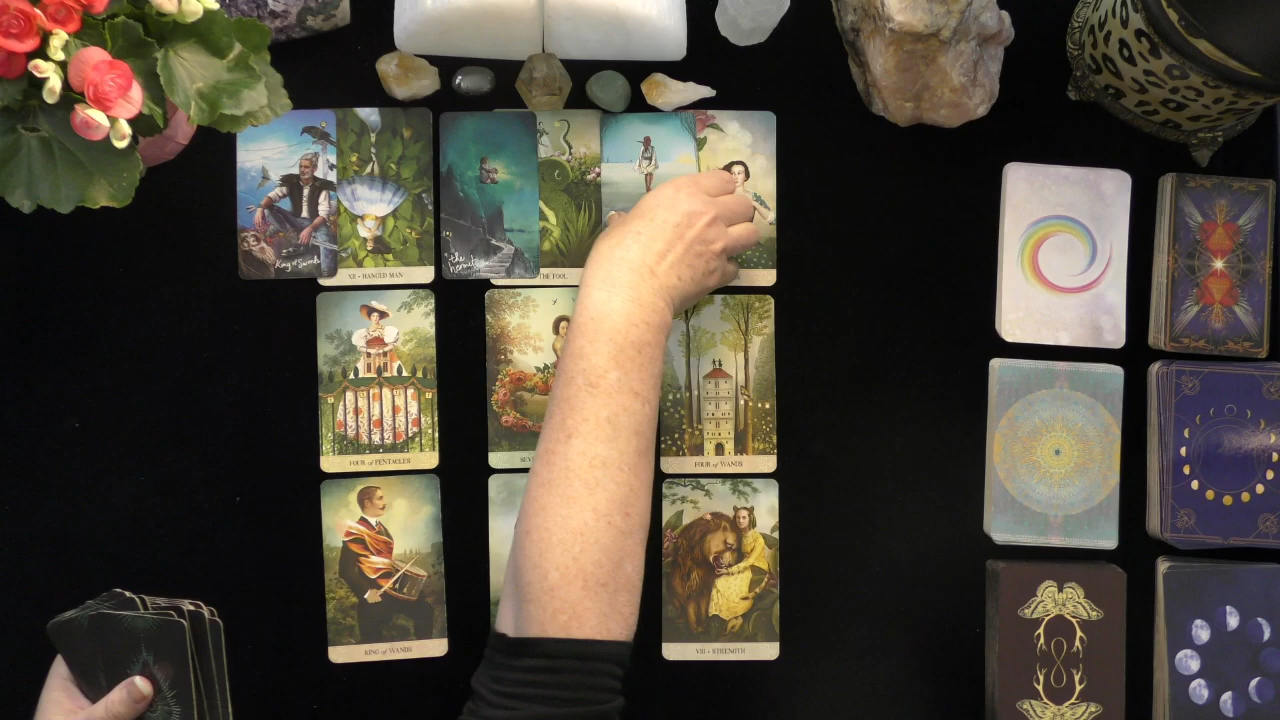 King of Swords
XII • HANGED MAN
the
hermit
THE FOOL
FOUR of PENTACLES
SEVE
FOUR of WANDS
KING of WANDS
VIII • STRENGTH